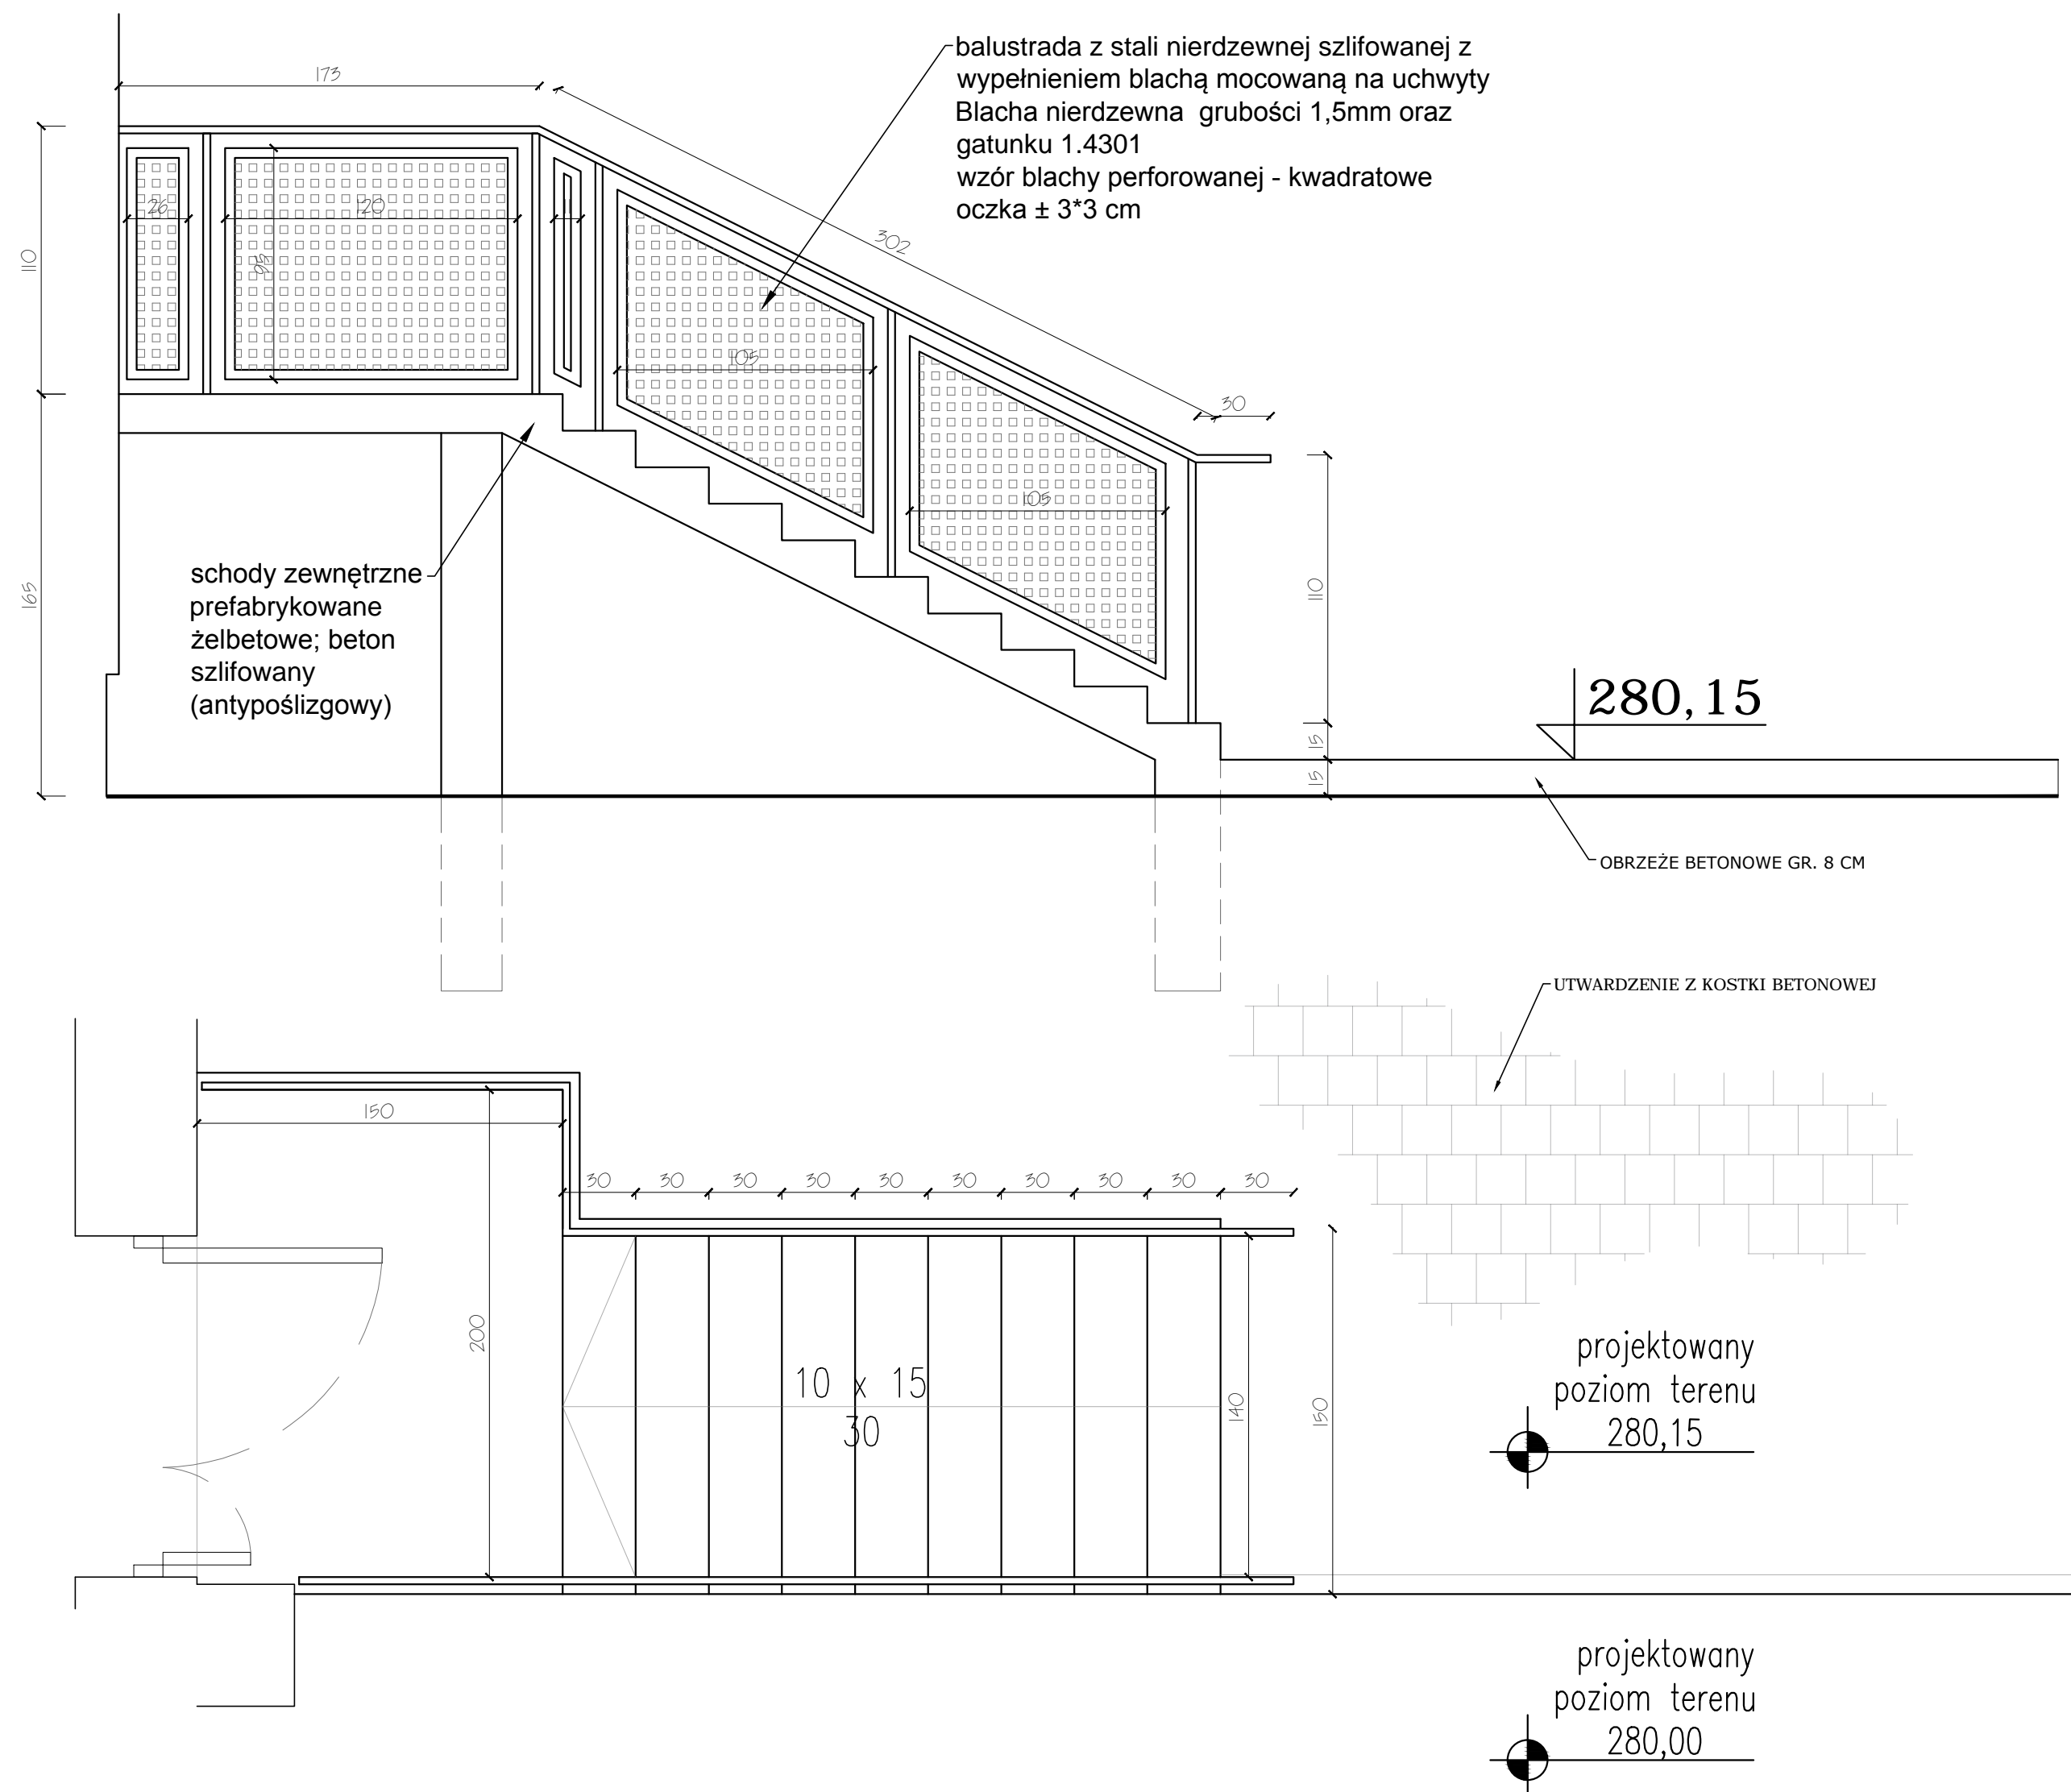 balustrada z stali nierdzewnej szlifowanej z
wypełnieniem blachą mocowaną na uchwyty
Blacha nierdzewna grubości 1,5mm oraz
gatunku 1.4301
wzór blachy perforowanej - kwadratowe
oczka ± 3*3 cm
173
302
110
26
120
11
95
105
30
105
165
110
15
15
schody zewnętrzne
prefabrykowane
żelbetowe; beton
szlifowany
(antypoślizgowy)
280,15
OBRZEŻE BETONOWE GR. 8 CM
UTWARDZENIE Z KOSTKI BETONOWEJ
150
30 30 30 30 30 30 30 30 30 30
200
10 x 15
30
140
150
projektowany
poziom terenu
280,15
projektowany
poziom terenu
280,00